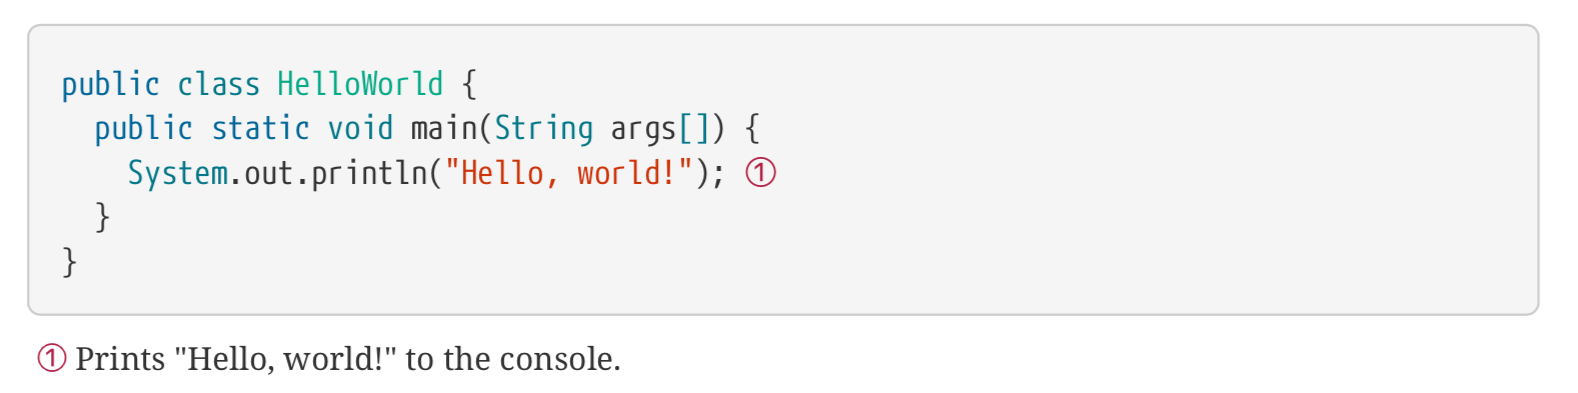 public class HelloWorld {
  public static void main(String args[]) {
    System.out.println("Hello, world!"); ①
  }
}
① Prints "Hello, world!" to the console.